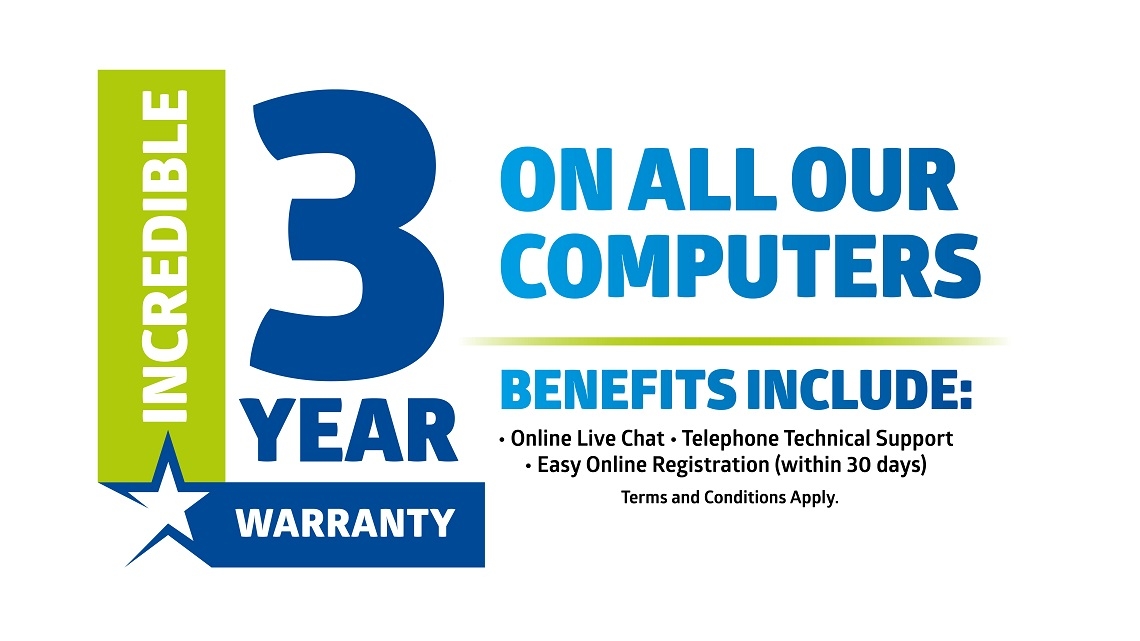 INCREDIBLE
3
YEAR
WARRANTY
ON ALL OUR
COMPUTERS
BENEFITS INCLUDE:
• Online Live Chat • Telephone Technical Support
• Easy Online Registration (within 30 days)
Terms and Conditions Apply.